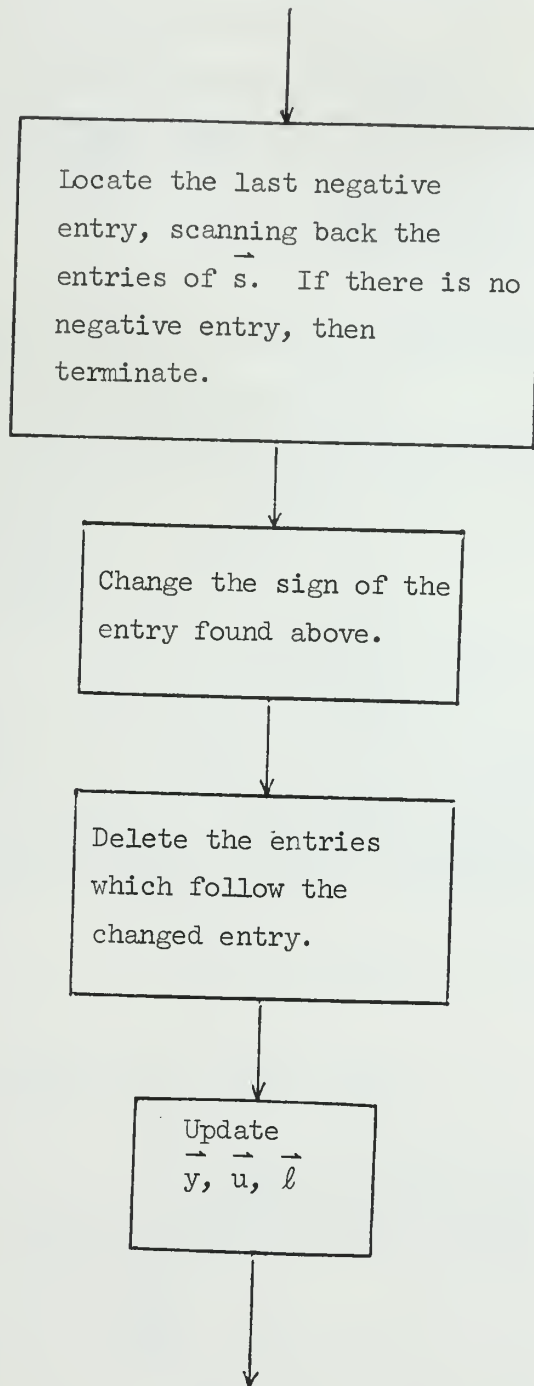 Locate the last negative
entry, scanning back the
entries of s⃗. If there is no
negative entry, then
terminate.
Change the sign of the
entry found above.
Delete the entries
which follow the
changed entry.
Update
y⃗, u⃗, ℓ⃗